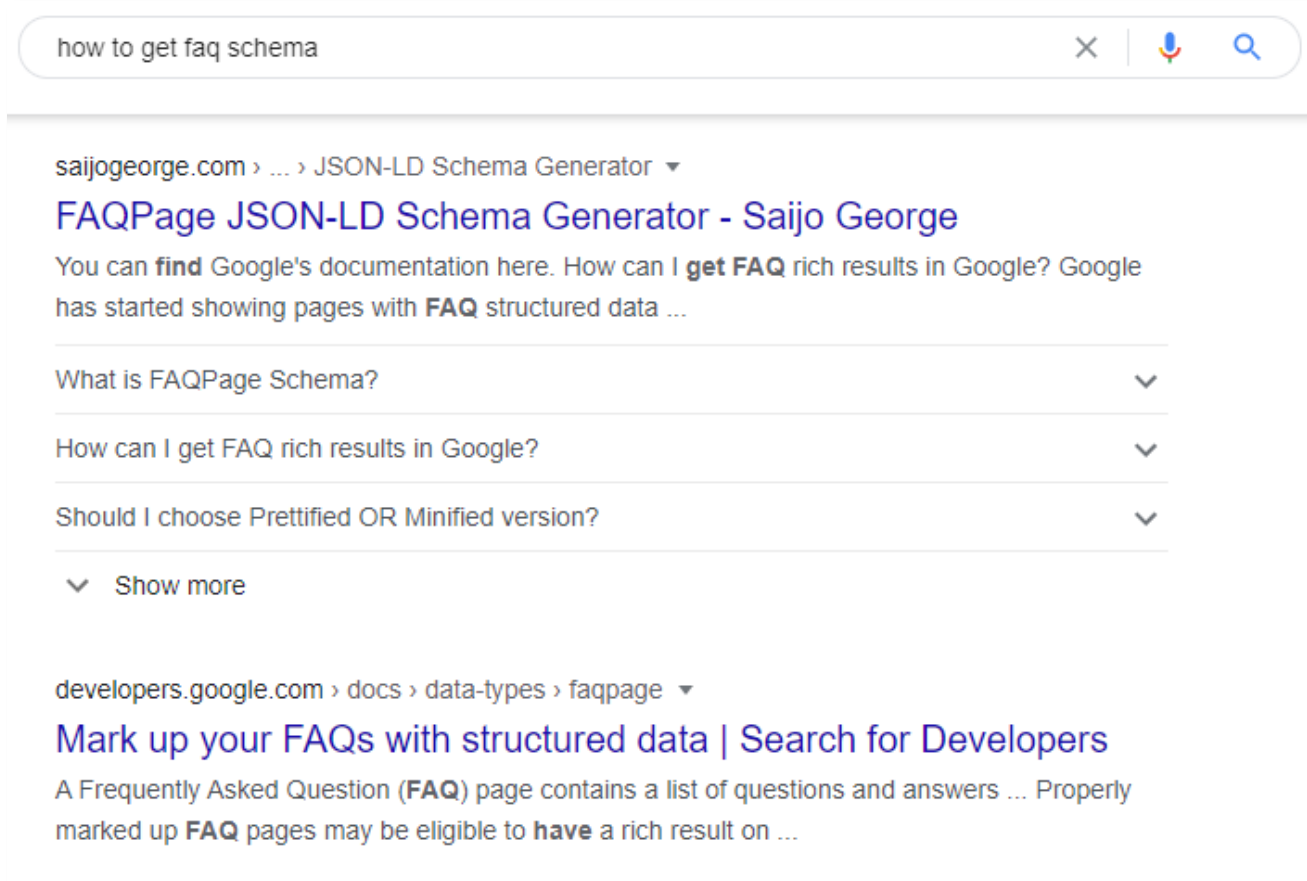 how to get faq schema
saijogeorge.com › ... › JSON-LD Schema Generator
FAQPage JSON-LD Schema Generator - Saijo George
You can find Google's documentation here. How can I get FAQ rich results in Google? Google
has started showing pages with FAQ structured data ...
What is FAQPage Schema?
How can I get FAQ rich results in Google?
Should I choose Prettified OR Minified version?
Show more
developers.google.com › docs › data-types › faqpage
Mark up your FAQs with structured data | Search for Developers
A Frequently Asked Question (FAQ) page contains a list of questions and answers ... Properly
marked up FAQ pages may be eligible to have a rich result on ...